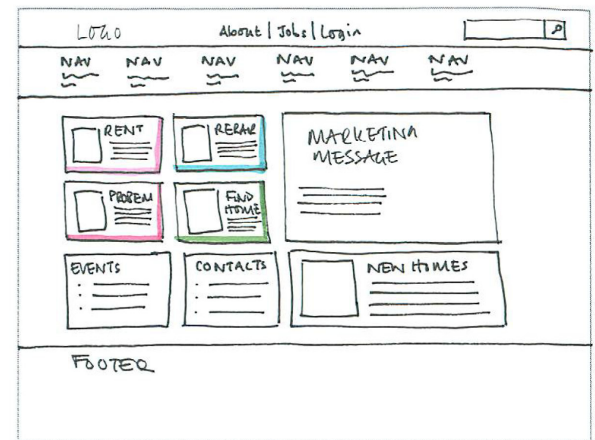 LOGO About | Jobs | Login
NAV NAV NAV NAV NAV NAV
RENT REPAIR
MARKETING
MESSAGE
PROBEM FIND
HOME
EVENTS CONTACTS NEW HOMES
FOOTER